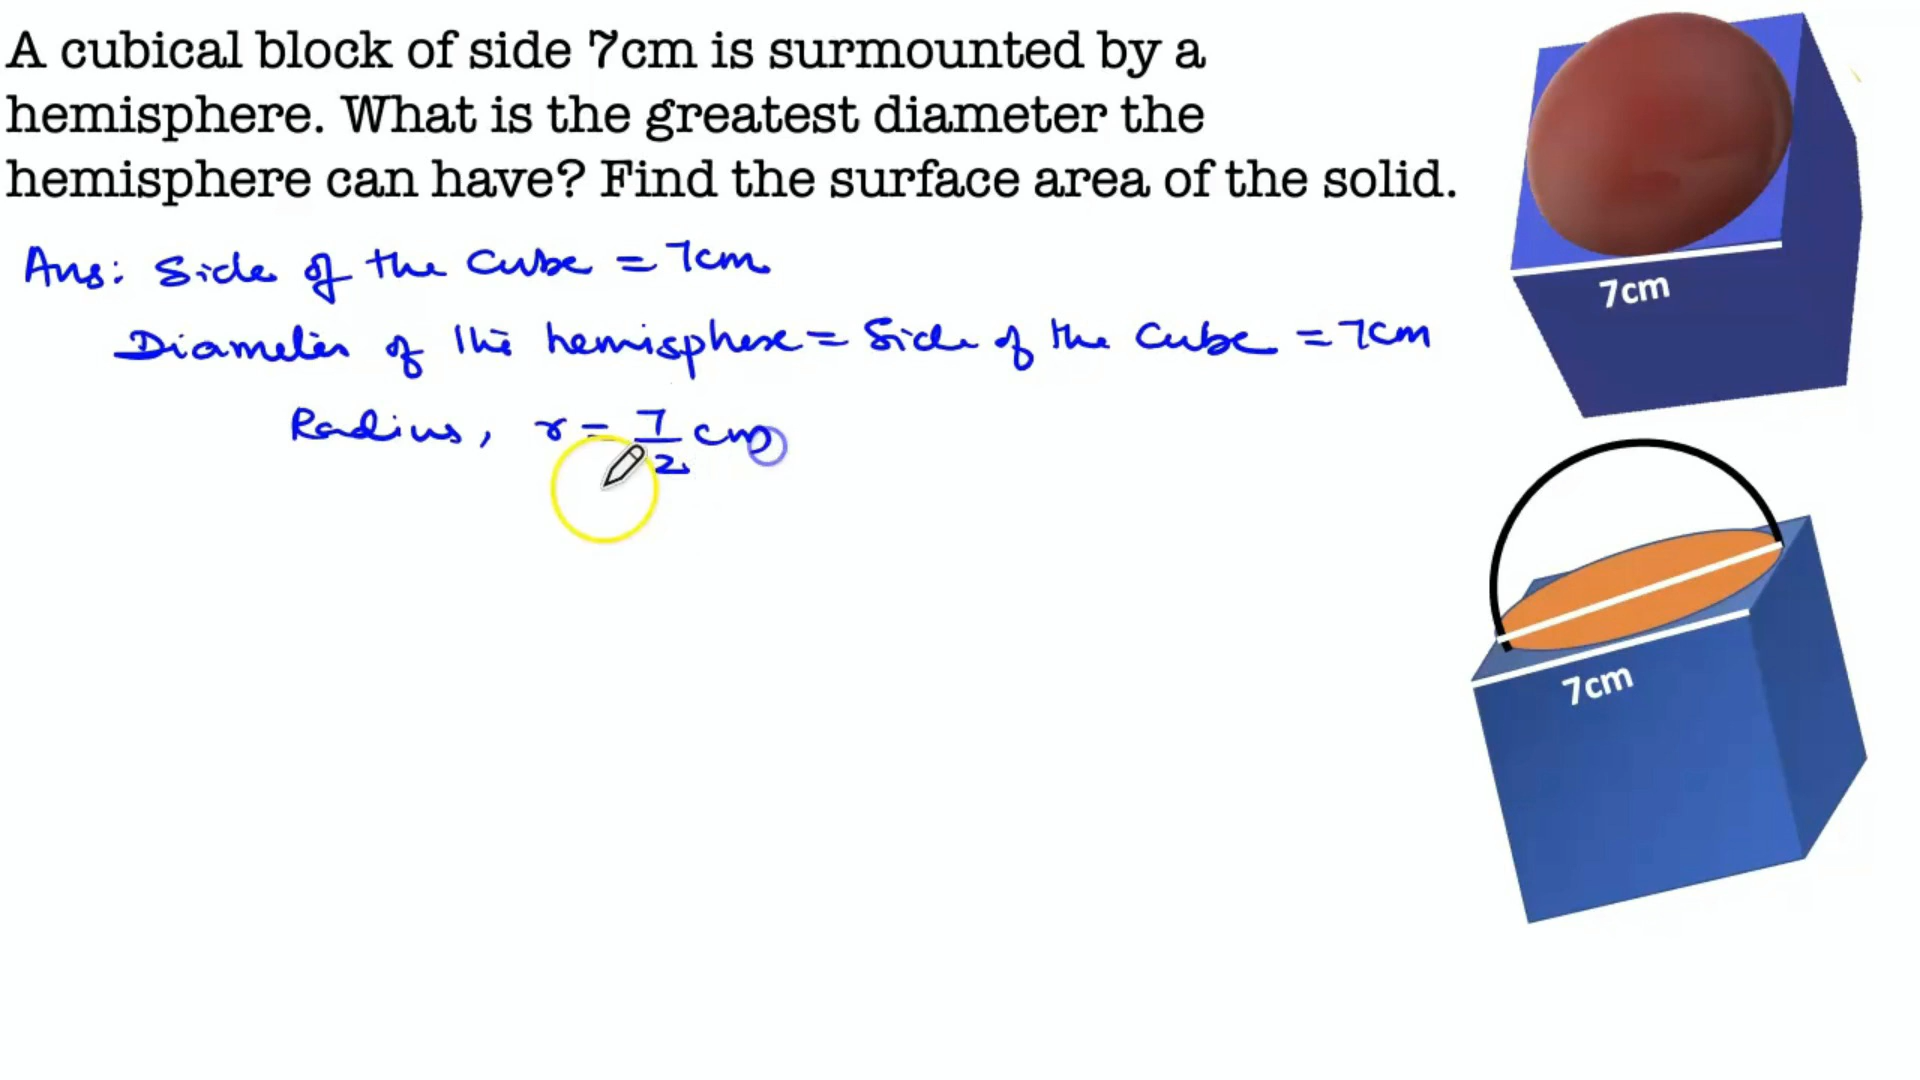 A cubical block of side 7cm is surmounted by a
hemisphere. What is the greatest diameter the
hemisphere can have? Find the surface area of the solid.
Ans: Side of the Cube = 7cm
Diameter of the hemisphere = Side of the Cube = 7cm
Radius, r = 7/2 cm
7cm
7cm